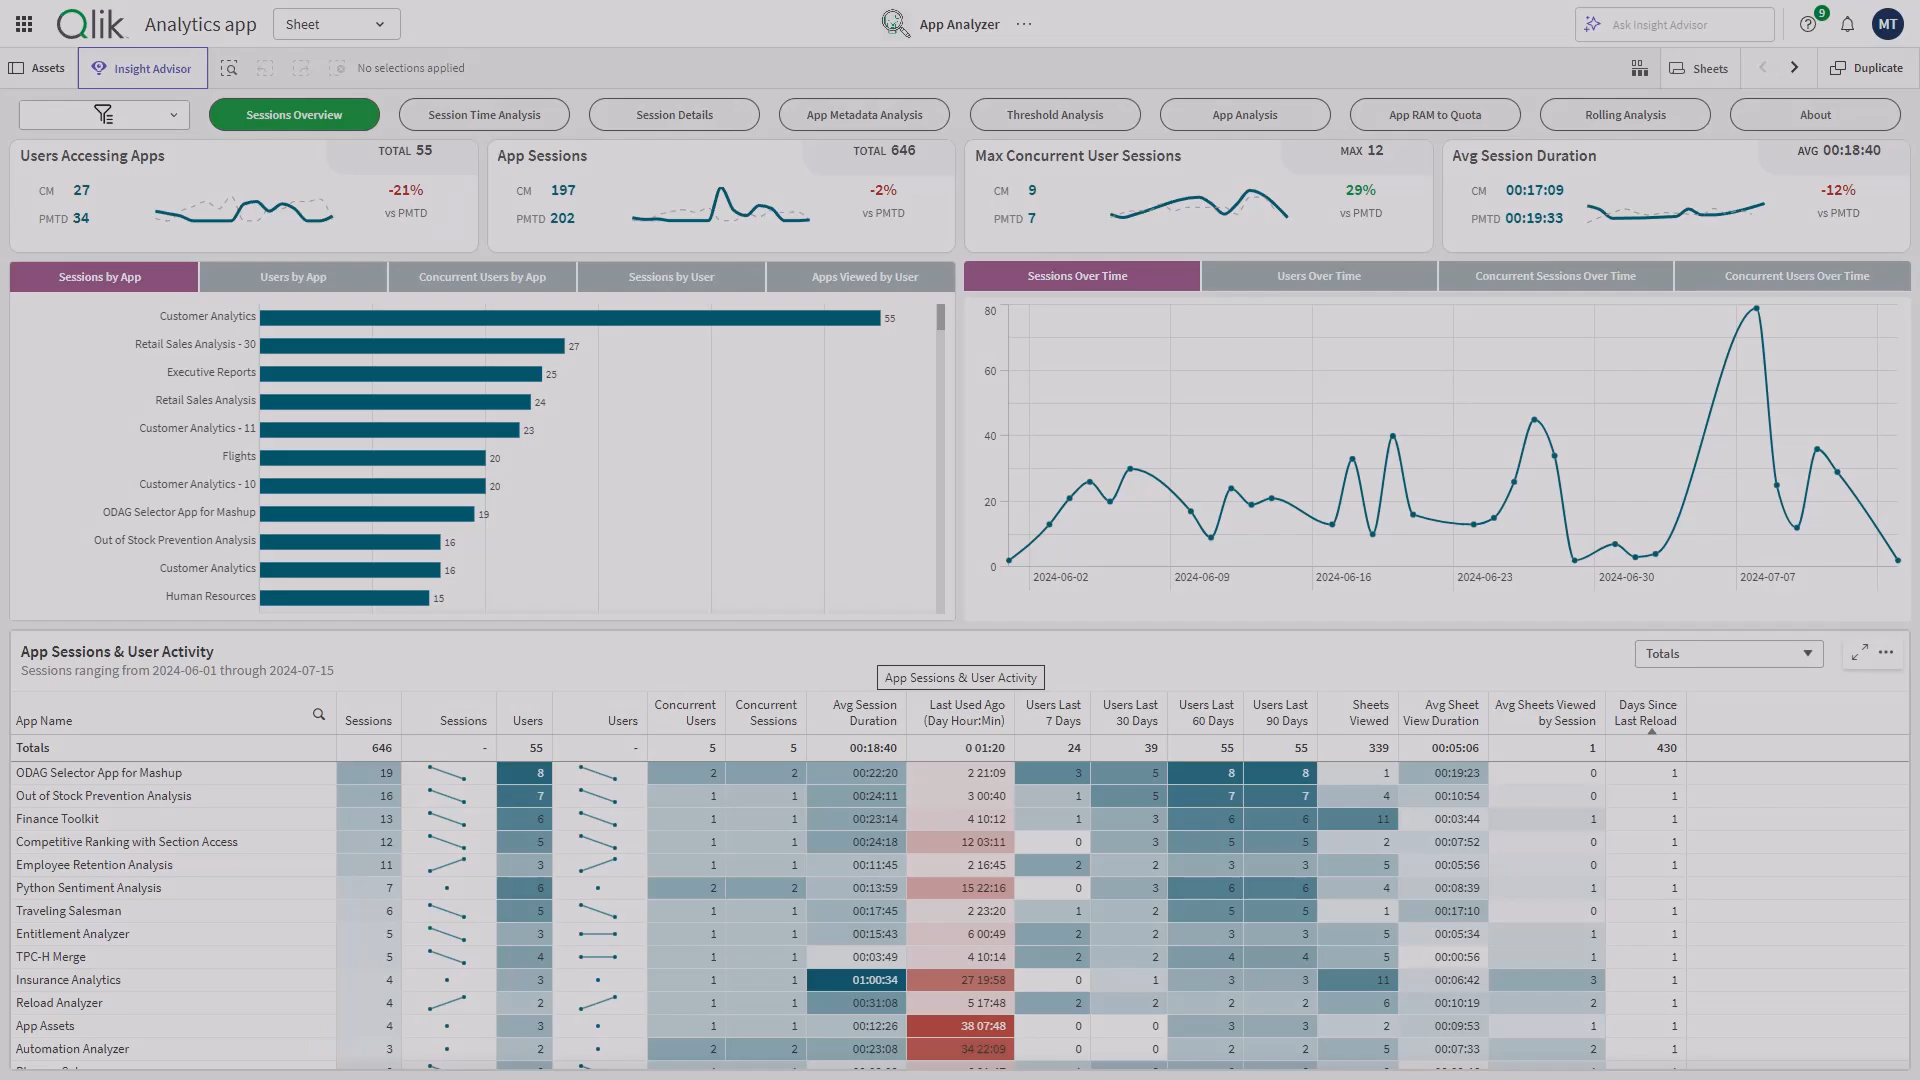 Qlik Analytics app Sheet App Analyzer ··· Ask Insight Advisor 9 MT
Assets Insight Advisor No selections applied Sheets Duplicate
Sessions Overview Session Time Analysis Session Details App Metadata Analysis Threshold Analysis App Analysis App RAM to Quota Rolling Analysis About
Users Accessing Apps TOTAL 55
CM 27 -21%
PMTD 34 vs PMTD
App Sessions TOTAL 646
CM 197 -2%
PMTD 202 vs PMTD
Max Concurrent User Sessions MAX 12
CM 9 29%
PMTD 7 vs PMTD
Avg Session Duration AVG 00:18:40
CM 00:17:09 -12%
PMTD 00:19:33 vs PMTD
Sessions by App Users by App Concurrent Users by App Sessions by User Apps Viewed by User
Customer Analytics 55
Retail Sales Analysis - 30 27
Executive Reports 25
Retail Sales Analysis 24
Customer Analytics - 11 23
Flights 20
Customer Analytics - 10 20
ODAG Selector App for Mashup 19
Out of Stock Prevention Analysis 16
Customer Analytics 16
Human Resources 15
Sessions Over Time Users Over Time Concurrent Sessions Over Time Concurrent Users Over Time
80
60
40
20
0
2024-06-02 2024-06-09 2024-06-16 2024-06-23 2024-06-30 2024-07-07
App Sessions & User Activity
Sessions ranging from 2024-06-01 through 2024-07-15
Totals
App Sessions & User Activity
App Name Sessions Sessions Users Users Concurrent Users Concurrent Sessions Avg Session Duration Last Used Ago (Day Hour:Min) Users Last 7 Days Users Last 30 Days Users Last 60 Days Users Last 90 Days Sheets Viewed Avg Sheet View Duration Avg Sheets Viewed by Session Days Since Last Reload
Totals 646 - 55 - 5 5 00:18:40 0 01:20 24 39 55 55 339 00:05:06 1 430
ODAG Selector App for Mashup 19 8 2 2 00:22:20 2 21:09 3 5 8 8 1 00:19:23 0 1
Out of Stock Prevention Analysis 16 7 1 1 00:24:11 3 00:40 1 5 7 7 4 00:10:54 0 1
Finance Toolkit 13 6 1 1 00:23:14 4 10:12 1 3 6 6 11 00:03:44 1 1
Competitive Ranking with Section Access 12 5 1 1 00:24:18 12 03:11 0 3 5 5 2 00:07:52 0 1
Employee Retention Analysis 11 3 1 1 00:11:45 2 16:45 2 2 3 3 5 00:05:56 0 1
Python Sentiment Analysis 7 6 2 2 00:13:59 15 22:16 0 3 6 6 4 00:08:39 1 1
Traveling Salesman 6 5 1 1 00:17:45 2 23:20 1 2 5 5 1 00:17:10 0 1
Entitlement Analyzer 5 3 1 1 00:15:43 6 00:49 2 2 3 3 5 00:05:34 1 1
TPC-H Merge 5 4 1 1 00:03:49 4 10:14 2 2 4 4 5 00:00:56 1 1
Insurance Analytics 4 3 1 1 01:00:34 27 19:58 0 1 3 3 11 00:06:42 3 1
Reload Analyzer 4 2 1 1 00:31:08 5 17:48 2 2 2 2 6 00:10:19 2 1
App Assets 4 3 1 1 00:12:26 38 07:48 0 0 3 3 2 00:09:53 1 1
Automation Analyzer 3 2 2 2 00:23:08 34 22:09 0 0 2 2 5 00:07:33 2 1